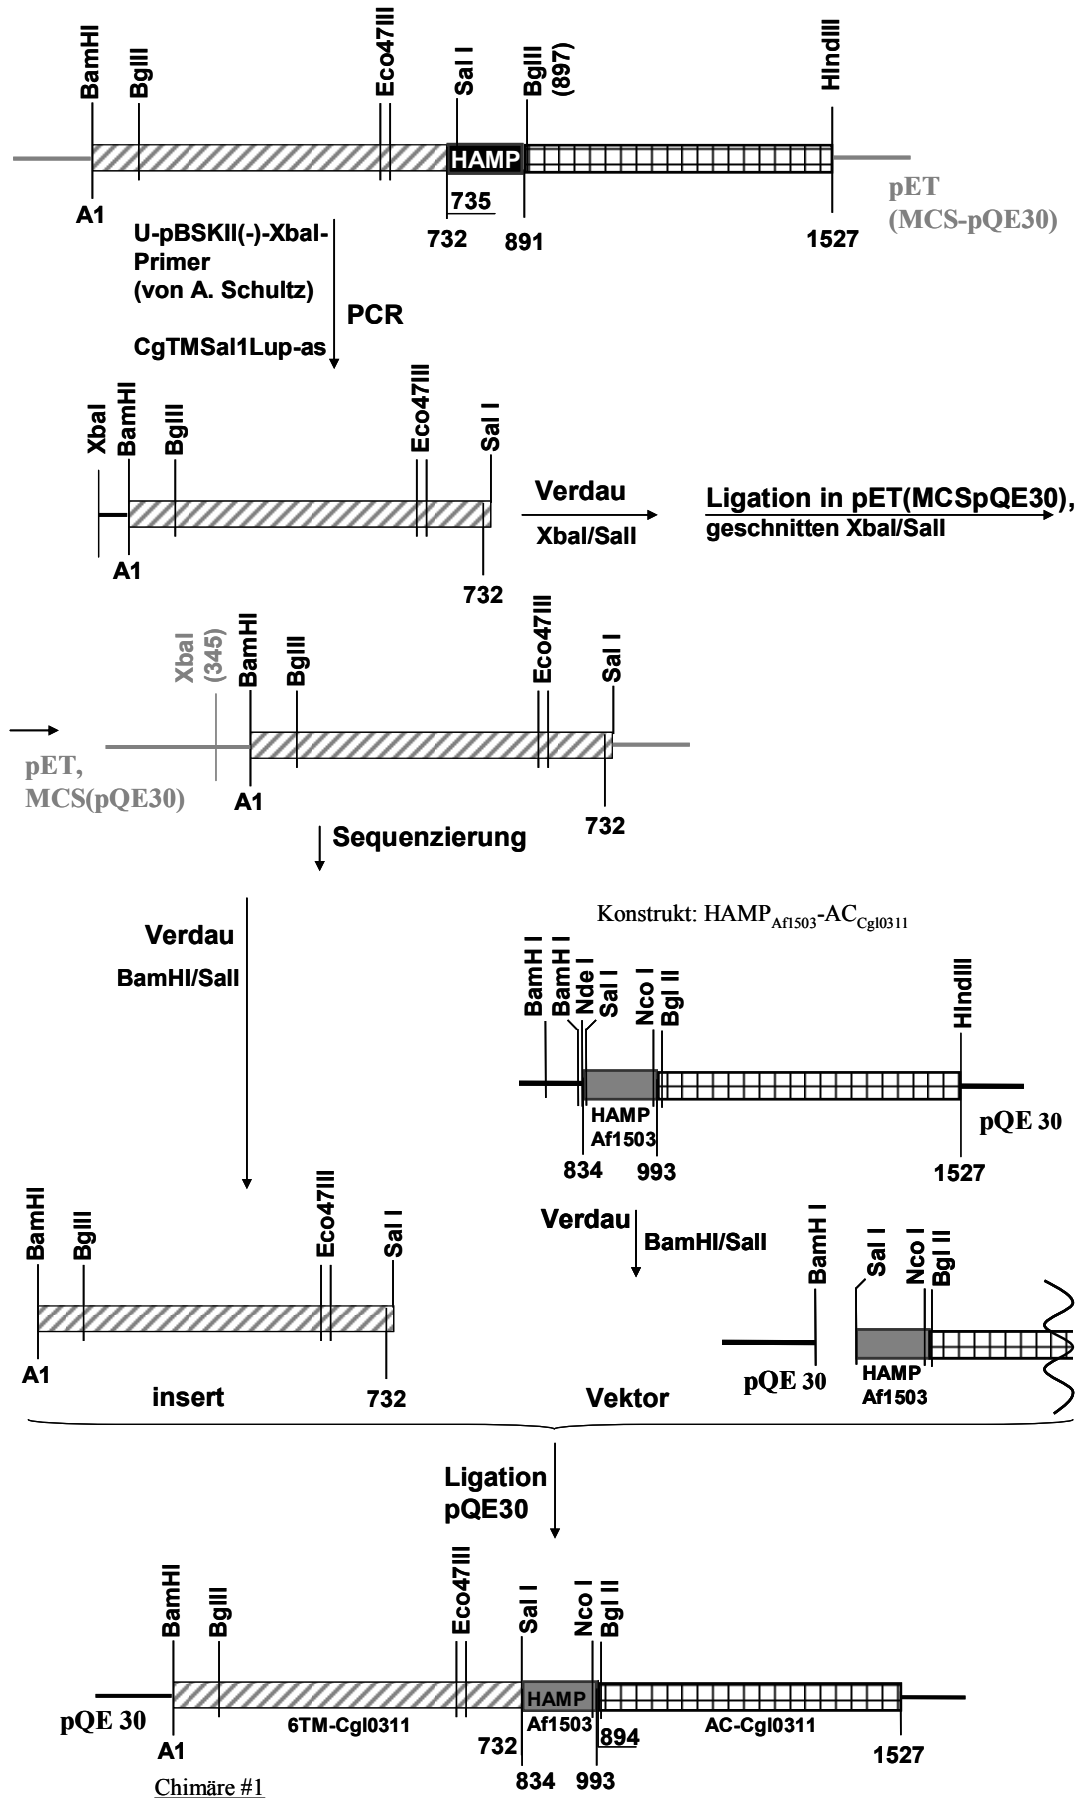 BamHI
BglII
Eco47III
Sal I
BglII
(897)
HIndIII
HAMP
A1
735
732
891
1527
pET
(MCS-pQE30)
U-pBSKII(-)-XbaI-
Primer
(von A. Schultz)
PCR
CgTMSal1Lup-as
XbaI
BamHI
BglII
Eco47III
Sal I
A1
732
Verdau
XbaI/SalI
Ligation in pET(MCSpQE30),
geschnitten XbaI/SalI
XbaI
(345)
BamHI
BglII
Eco47III
Sal I
pET,
MCS(pQE30)
A1
732
Sequenzierung
Verdau
BamHI/SalI
Konstrukt: HAMPAf1503-ACCgl0311
BamH I
BamH I
Nde I
Sal I
Nco I
Bgl II
HIndIII
HAMP
Af1503
pQE 30
834
993
1527
Verdau
BamHI/SalI
BamHI
BglII
Eco47III
Sal I
A1
732
insert
BamH I
Sal I
Nco I
Bgl II
pQE 30
HAMP
Af1503
Vektor
Ligation
pQE30
BamHI
BglII
Eco47III
Sal I
Nco I
Bgl II
pQE 30
6TM-Cgl0311
HAMP
Af1503
AC-Cgl0311
A1
732
894
1527
834
993
Chimäre #1